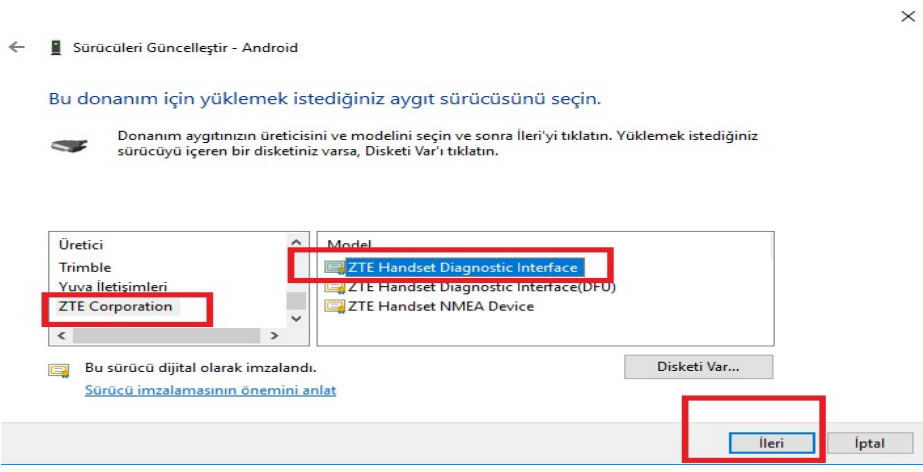 Sürücüleri Güncelleştir - Android
Bu donanım için yüklemek istediğiniz aygıt sürücüsünü seçin.
Donanım aygıtınızın üreticisini ve modelini seçin ve sonra İleri'yi tıklatın. Yüklemek istediğiniz
sürücüyü içeren bir disketiniz varsa, Disketi Var'ı tıklatın.
Üretici
Trimble
Yuva İletişimleri
ZTE Corporation
Model
ZTE Handset Diagnostic Interface
ZTE Handset Diagnostic Interface(DFU)
ZTE Handset NMEA Device
Bu sürücü dijital olarak imzalandı.
Sürücü imzalamasının önemini anlat
Disketi Var...
İleri
İptal